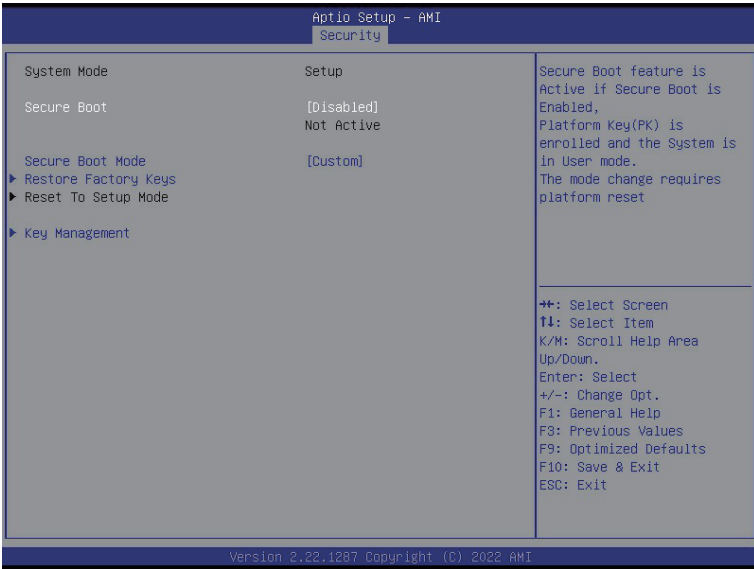 Aptio Setup – AMI
Security
System Mode Setup
Secure Boot [Disabled]
Not Active
Secure Boot Mode [Custom]
Restore Factory Keys
Reset To Setup Mode
Key Management
Secure Boot feature is
Active if Secure Boot is
Enabled,
Platform Key(PK) is
enrolled and the System is
in User mode.
The mode change requires
platform reset
→←: Select Screen
↑↓: Select Item
K/M: Scroll Help Area
Up/Down.
Enter: Select
+/-: Change Opt.
F1: General Help
F3: Previous Values
F9: Optimized Defaults
F10: Save & Exit
ESC: Exit
Version 2.22.1287 Copyright (C) 2022 AMI